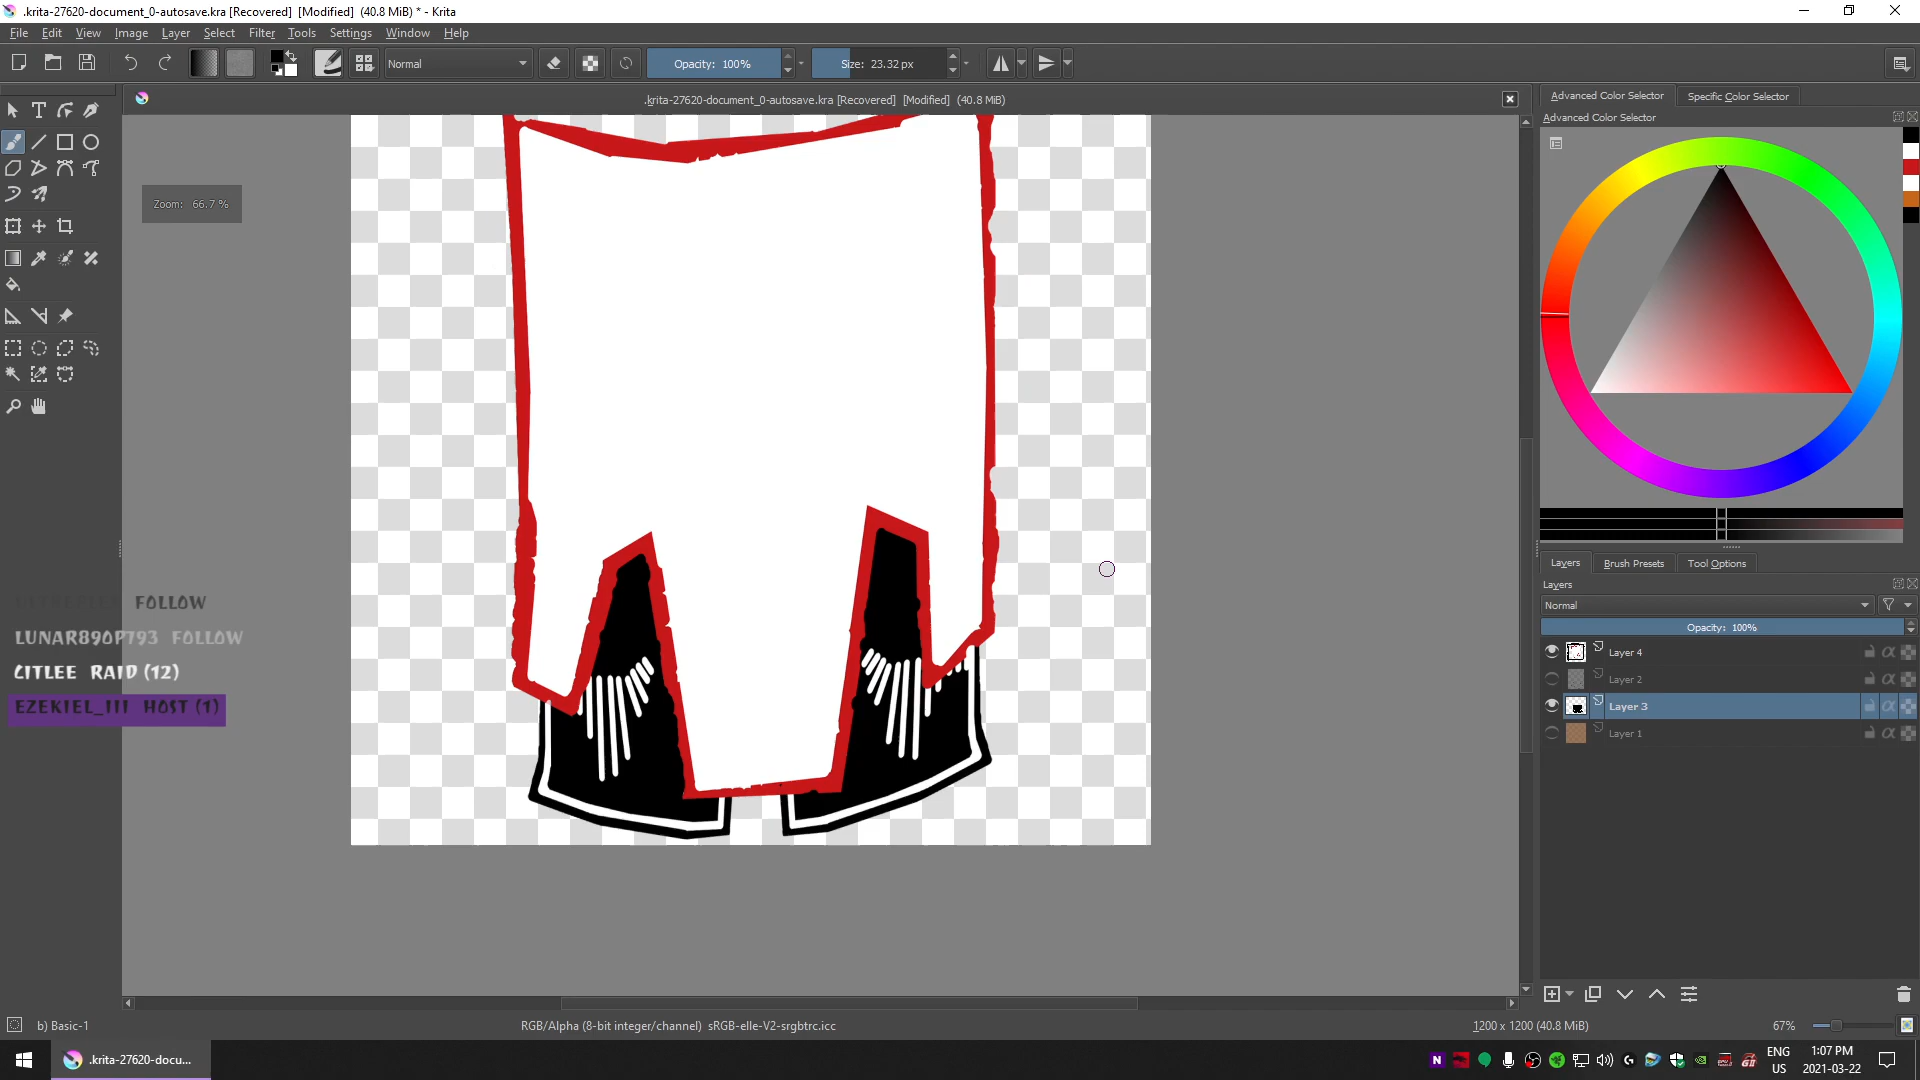 .krita-27620-document_0-autosave.kra [Recovered]  [Modified]  (40.8 MiB) * - Krita
File Edit View Image Layer Select Filter Tools Settings Window Help
Normal
Opacity: 100%
Size: 23.32 px
.krita-27620-document_0-autosave.kra [Recovered]  [Modified]  (40.8 MiB)
Zoom: 66.7 %
FOLLOW
LUNAR890P793 FOLLOW
CITLEE RAID (12)
EZEKIEL_III HOST (1)
Advanced Color Selector
Specific Color Selector
Advanced Color Selector
Layers
Brush Presets
Tool Options
Layers
Normal
Opacity: 100%
Layer 4
Layer 2
Layer 3
Layer 1
b) Basic-1
RGB/Alpha (8-bit integer/channel) sRGB-elle-V2-srgbtrc.icc
1200 x 1200 (40.8 MiB)
67%
.krita-27620-docu...
ENG
US
1:07 PM
2021-03-22